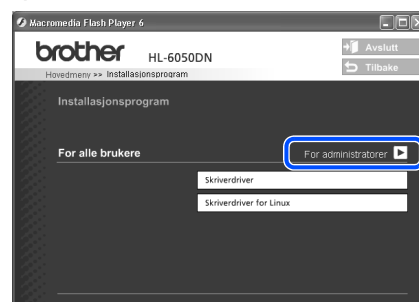 Macromedia Flash Player 6
brother HL-6050DN
Avslutt
Tilbake
Hovedmeny >> Installasjonsprogram
Installasjonsprogram
For alle brukere
For administratorer
Skriverdriver
Skriverdriver for Linux